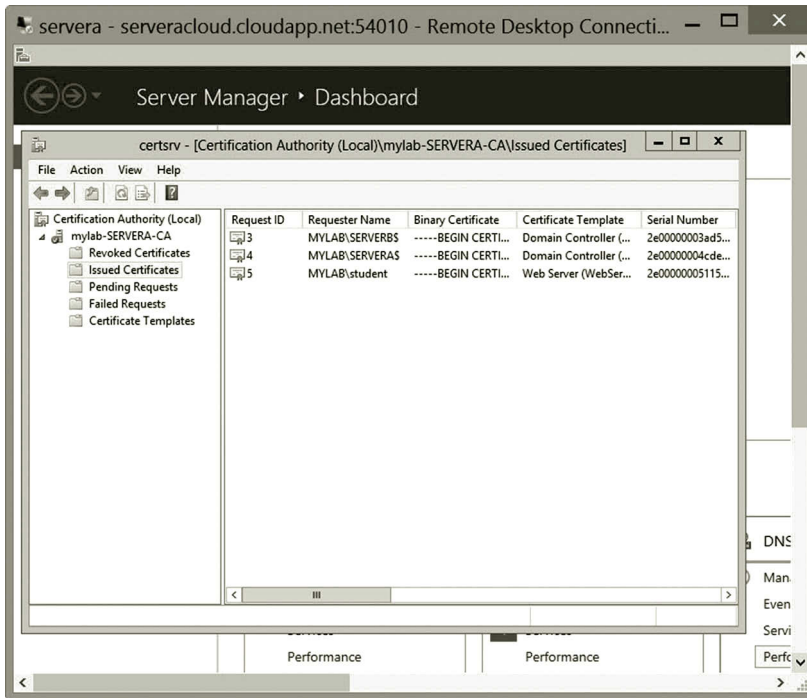 servera - serveracloud.cloudapp.net:54010 - Remote Desktop Connecti...
Server Manager • Dashboard
certsrv - [Certification Authority (Local)\mylab-SERVERA-CA\Issued Certificates]
File Action View Help
Certification Authority (Local)
mylab-SERVERA-CA
Revoked Certificates
Issued Certificates
Pending Requests
Failed Requests
Certificate Templates
Request ID Requester Name Binary Certificate Certificate Template Serial Number
3 MYLAB\SERVERB$ -----BEGIN CERTI... Domain Controller (... 2e00000003ad5...
4 MYLAB\SERVERA$ -----BEGIN CERTI... Domain Controller (... 2e00000004cde...
5 MYLAB\student -----BEGIN CERTI... Web Server (WebSer... 2e00000005115...
DNS
Man
Even
Servi
Perfc
Performance Performance